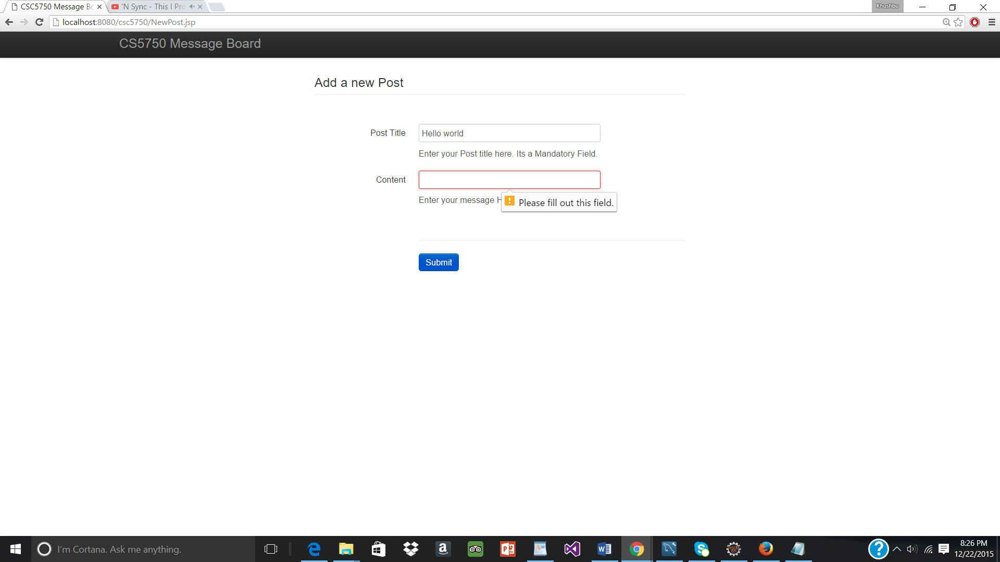 CSC5750 Message Bo
'N Sync - This I Pro
Khushbu
localhost:8080/csc5750/NewPost.jsp
CS5750 Message Board
Add a new Post
Post Title
Hello world
Enter your Post title here. Its a Mandatory Field.
Content
Enter your message H
Please fill out this field.
Submit
I'm Cortana. Ask me anything.
8:26 PM
12/22/2015